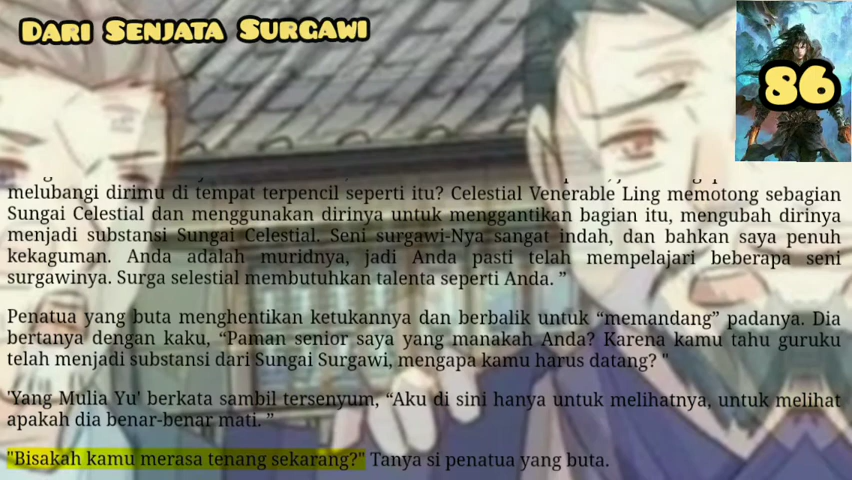 DARI SENJATA SURGAWI
86
melubangi dirimu di tempat terpencil seperti itu? Celestial Venerable Ling memotong sebagian
Sungai Celestial dan menggunakan dirinya untuk menggantikan bagian itu, mengubah dirinya
menjadi substansi Sungai Celestial. Seni surgawi-Nya sangat indah, dan bahkan saya penuh
kekaguman. Anda adalah muridnya, jadi Anda pasti telah mempelajari beberapa seni
surgawinya. Surga selestial membutuhkan talenta seperti Anda. ”
Penatua yang buta menghentikan ketukannya dan berbalik untuk “memandang” padanya. Dia
bertanya dengan kaku, “Paman senior saya yang manakah Anda? Karena kamu tahu guruku
telah menjadi substansi dari Sungai Surgawi, mengapa kamu harus datang? "
'Yang Mulia Yu' berkata sambil tersenyum, “Aku di sini hanya untuk melihatnya, untuk melihat
apakah dia benar-benar mati. ”
"Bisakah kamu merasa tenang sekarang?" Tanya si penatua yang buta.